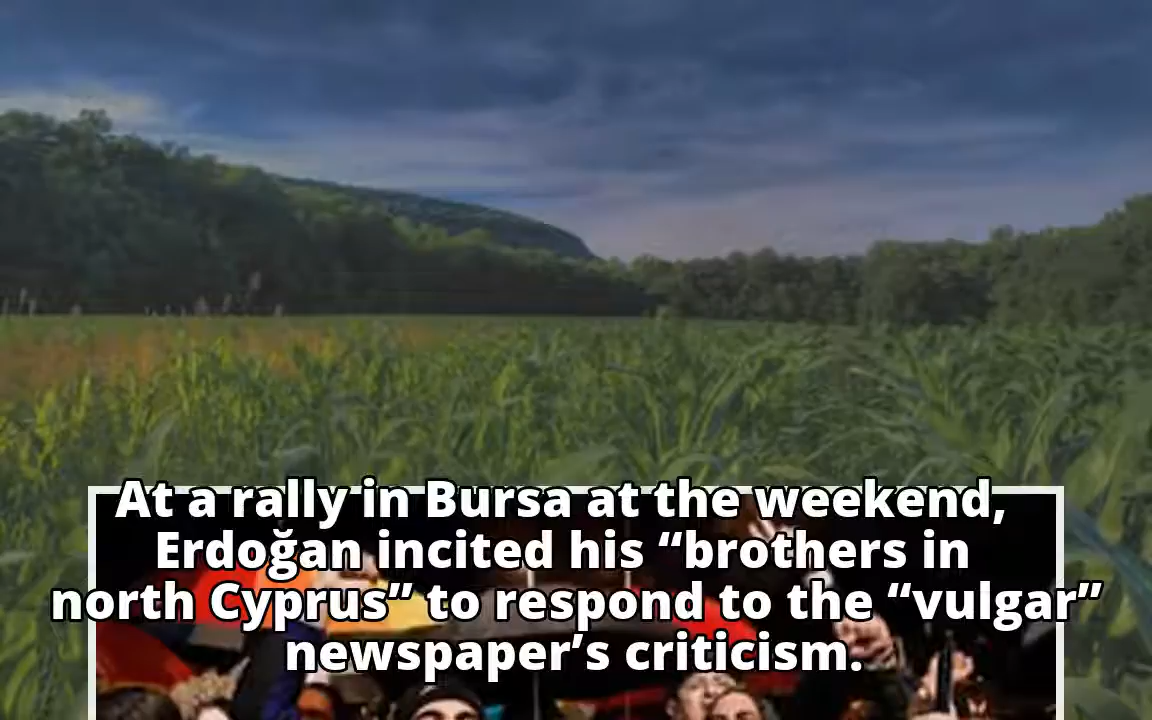 At a rally in Bursa at the weekend,
Erdoğan incited his “brothers in
north Cyprus” to respond to the “vulgar”
newspaper’s criticism.